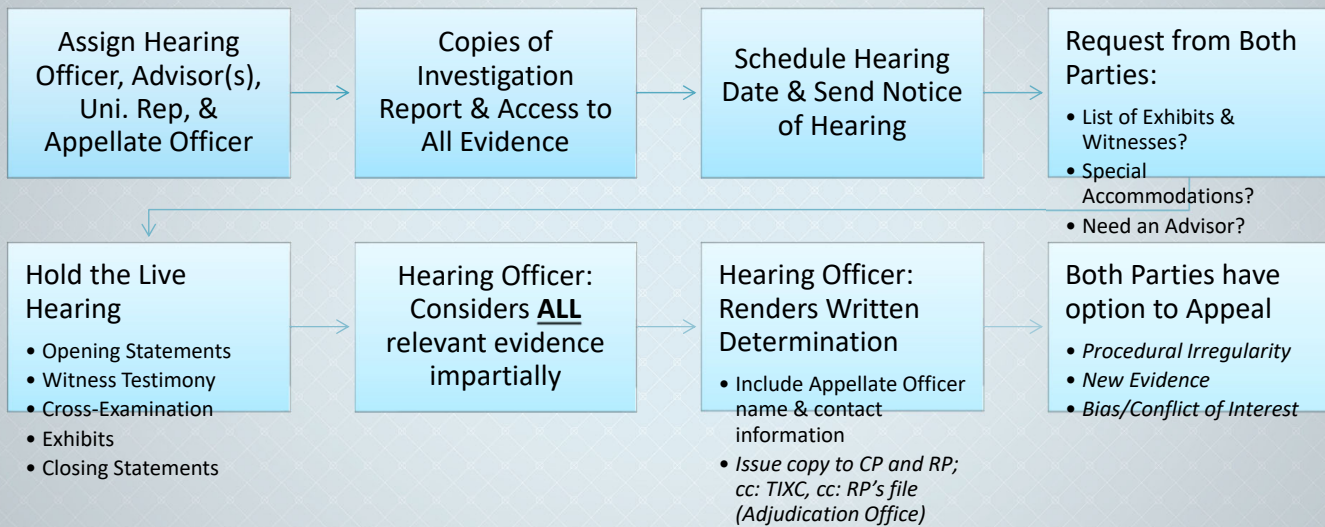 Assign Hearing
Officer, Advisor(s),
Uni. Rep, &
Appellate Officer
Copies of
Investigation
Report & Access to
All Evidence
Schedule Hearing
Date & Send Notice
of Hearing
Request from Both
Parties:
• List of Exhibits &
Witnesses?
• Special
Accommodations?
• Need an Advisor?
Hold the Live
Hearing
• Opening Statements
• Witness Testimony
• Cross-Examination
• Exhibits
• Closing Statements
Hearing Officer:
Considers ALL
relevant evidence
impartially
Hearing Officer:
Renders Written
Determination
• Include Appellate Officer
name & contact
information
• Issue copy to CP and RP;
cc: TIXC, cc: RP's file
(Adjudication Office)
Both Parties have
option to Appeal
• Procedural Irregularity
• New Evidence
• Bias/Conflict of Interest